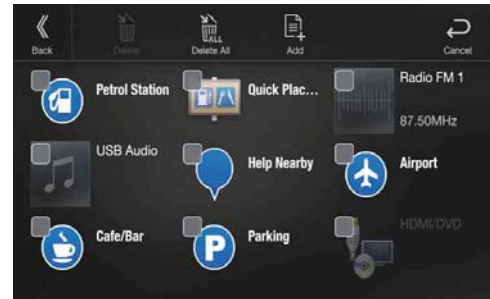 Back
Delete
Delete All
Add
Cancel
Petrol Station
Quick Plac...
Radio FM 1
87.50MHz
USB Audio
Help Nearby
Airport
Cafe/Bar
Parking
HDMI/DVD